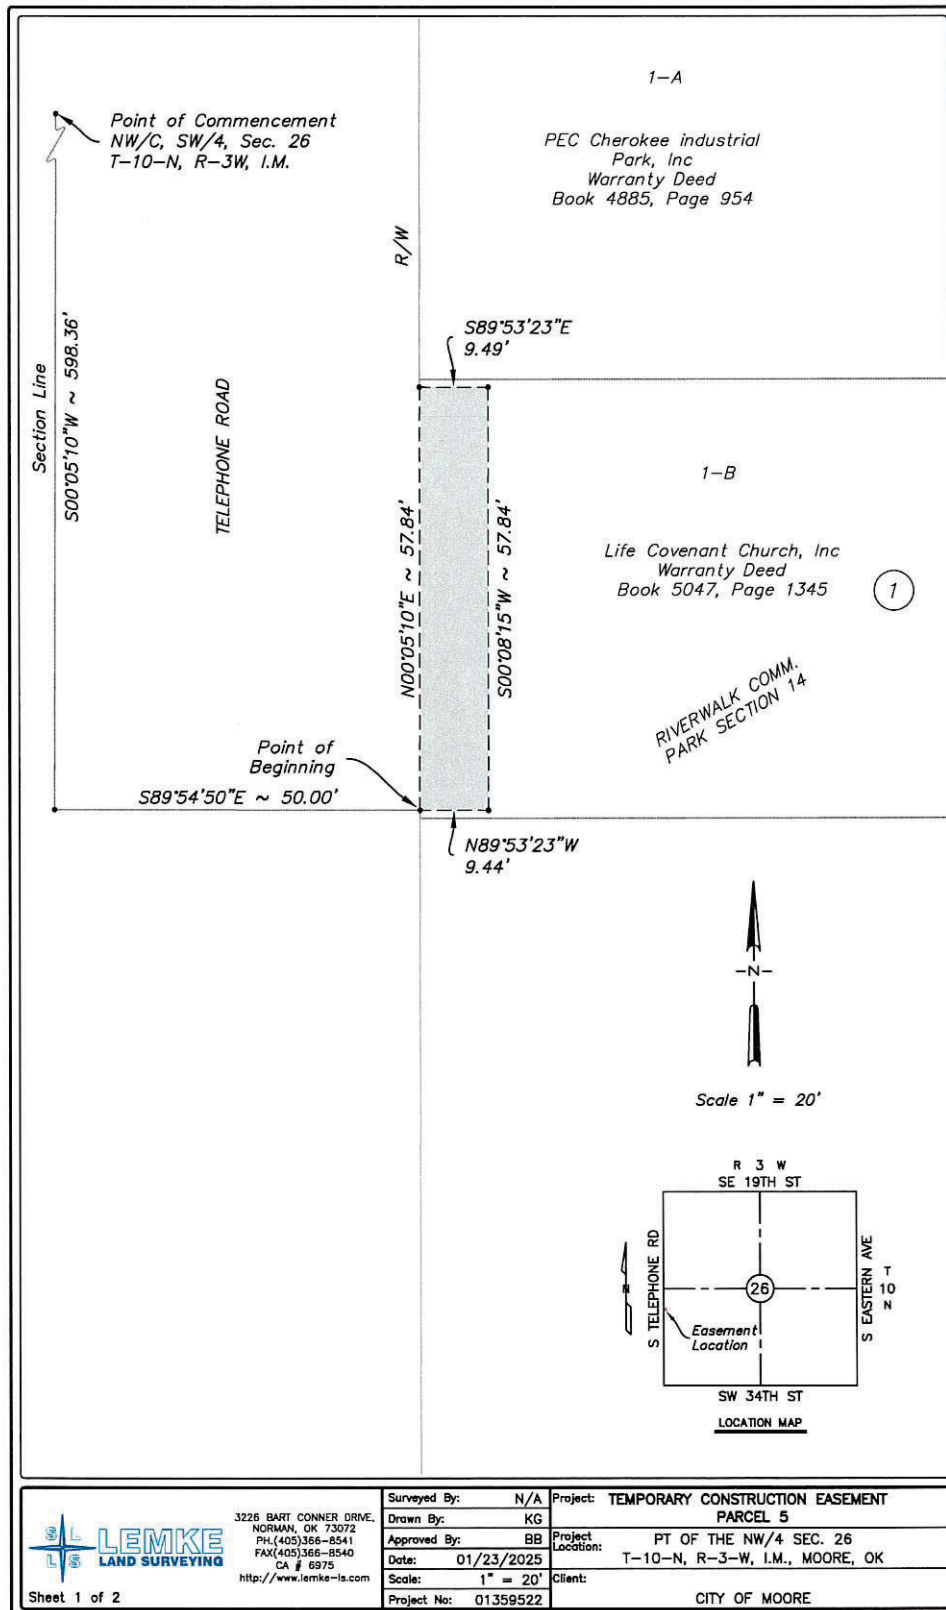 1-A
PEC Cherokee industrial
Park, Inc
Warranty Deed
Book 4885, Page 954
Point of Commencement
NW/C, SW/4, Sec. 26
T-10-N, R-3W, I.M.
R/W
Section Line
S00°05'10"W ~ 598.36'
TELEPHONE ROAD
S89°53'23"E
9.49'
N00°05'10"E ~ 57.84'
S00°08'15"W ~ 57.84'
1-B
Life Covenant Church, Inc
Warranty Deed
Book 5047, Page 1345
1
RIVERWALK COMM.
PARK SECTION 14
Point of
Beginning
S89°54'50"E ~ 50.00'
N89°53'23"W
9.44'
-N-
Scale 1" = 20'
R 3 W
SE 19TH ST
S TELEPHONE RD
N
26
S EASTERN AVE
T
10
N
Easement
Location
SW 34TH ST
LOCATION MAP
S L
L S
LEMKE
LAND SURVEYING
3226 BART CONNER DRIVE,
NORMAN, OK 73072
PH.(405)366-8541
FAX(405)366-8540
CA # 6975
http://www.lemke-ls.com
Sheet 1 of 2
Surveyed By: N/A
Drawn By: KG
Approved By: BB
Date: 01/23/2025
Scale: 1" = 20'
Project No: 01359522
Project: TEMPORARY CONSTRUCTION EASEMENT
PARCEL 5
Project Location: PT OF THE NW/4 SEC. 26
T-10-N, R-3-W, I.M., MOORE, OK
Client:
CITY OF MOORE